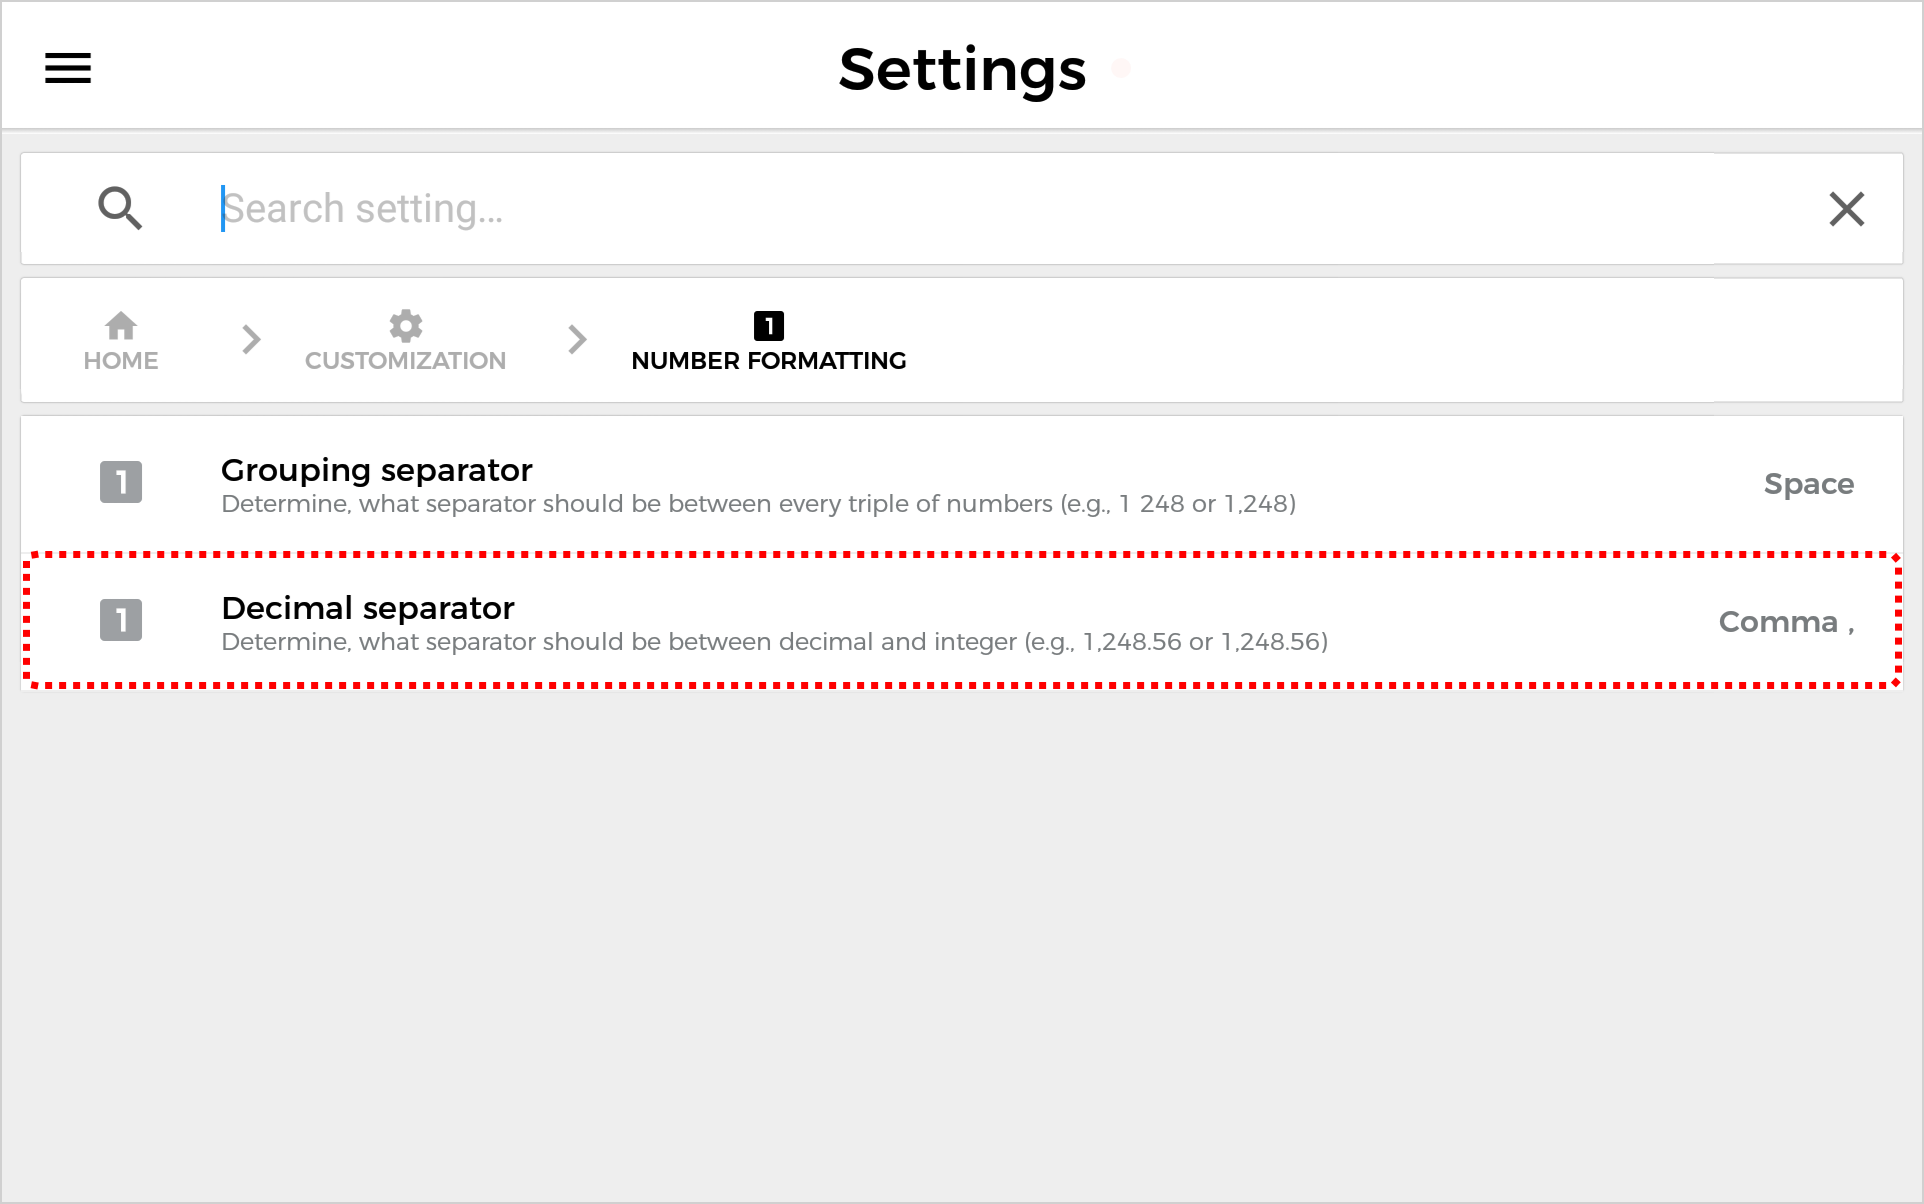 Settings
Search setting...
HOME
CUSTOMIZATION
1
NUMBER FORMATTING
1
Grouping separator
Determine, what separator should be between every triple of numbers (e.g., 1 248 or 1,248)
Space
1
Decimal separator
Determine, what separator should be between decimal and integer (e.g., 1,248.56 or 1,248.56)
Comma ,